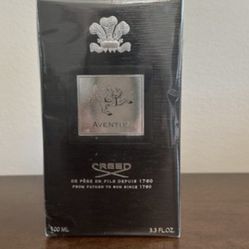 AVENTUS
CREED
DE PÈRE EN FILS DEPUIS 1760
FROM FATHER TO SON SINCE 1760
100 ML 3.3 FL.OZ.